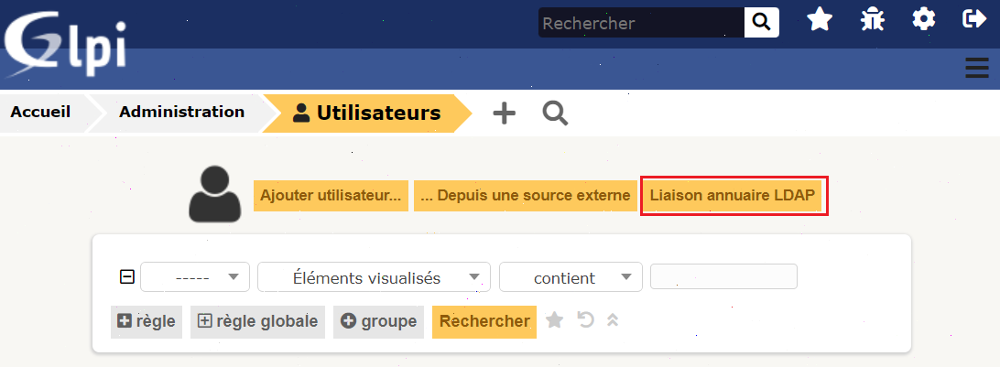 Glpi
Rechercher
Accueil Administration Utilisateurs
Ajouter utilisateur... ... Depuis une source externe Liaison annuaire LDAP
----- Éléments visualisés contient
règle règle globale groupe Rechercher